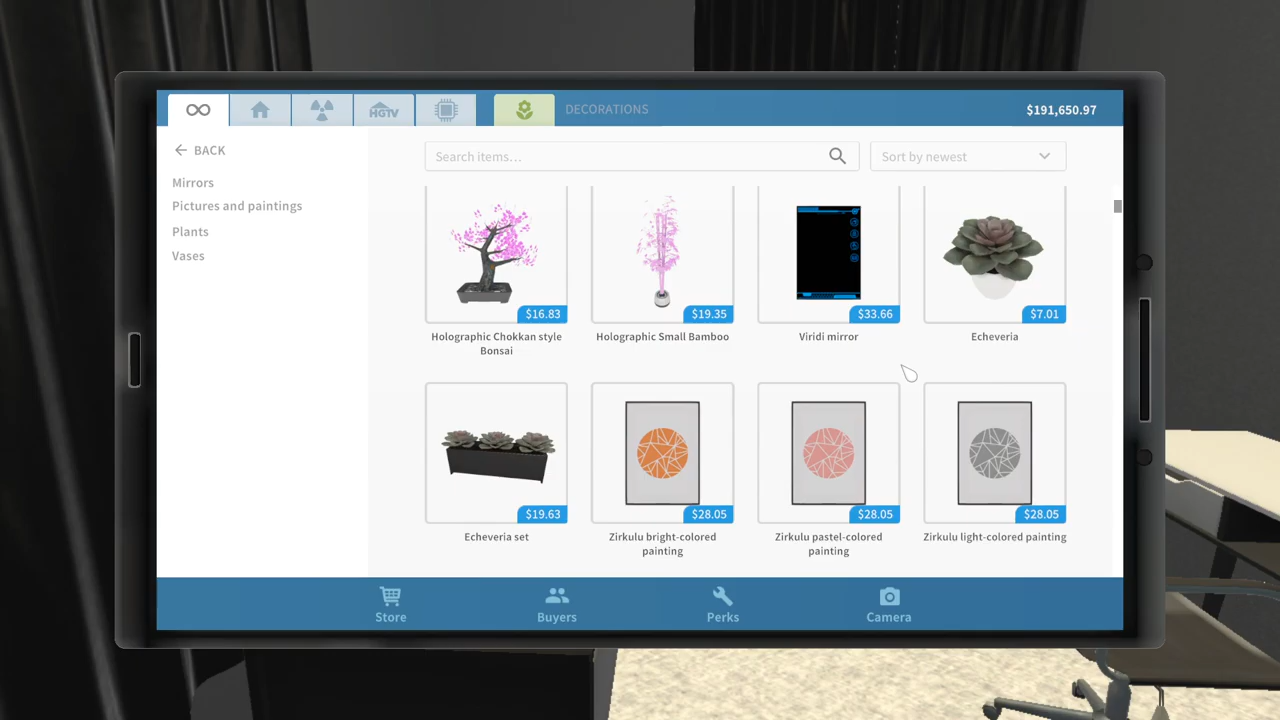 HGTV
DECORATIONS
$191,650.97
BACK
Search items...
Sort by newest
Mirrors
Pictures and paintings
Plants
Vases
$16.83
$19.35
$33.66
$7.01
Holographic Chokkan style
Bonsai
Holographic Small Bamboo
Viridi mirror
Echeveria
$19.63
$28.05
$28.05
$28.05
Echeveria set
Zirkulu bright-colored
painting
Zirkulu pastel-colored
painting
Zirkulu light-colored painting
Store
Buyers
Perks
Camera